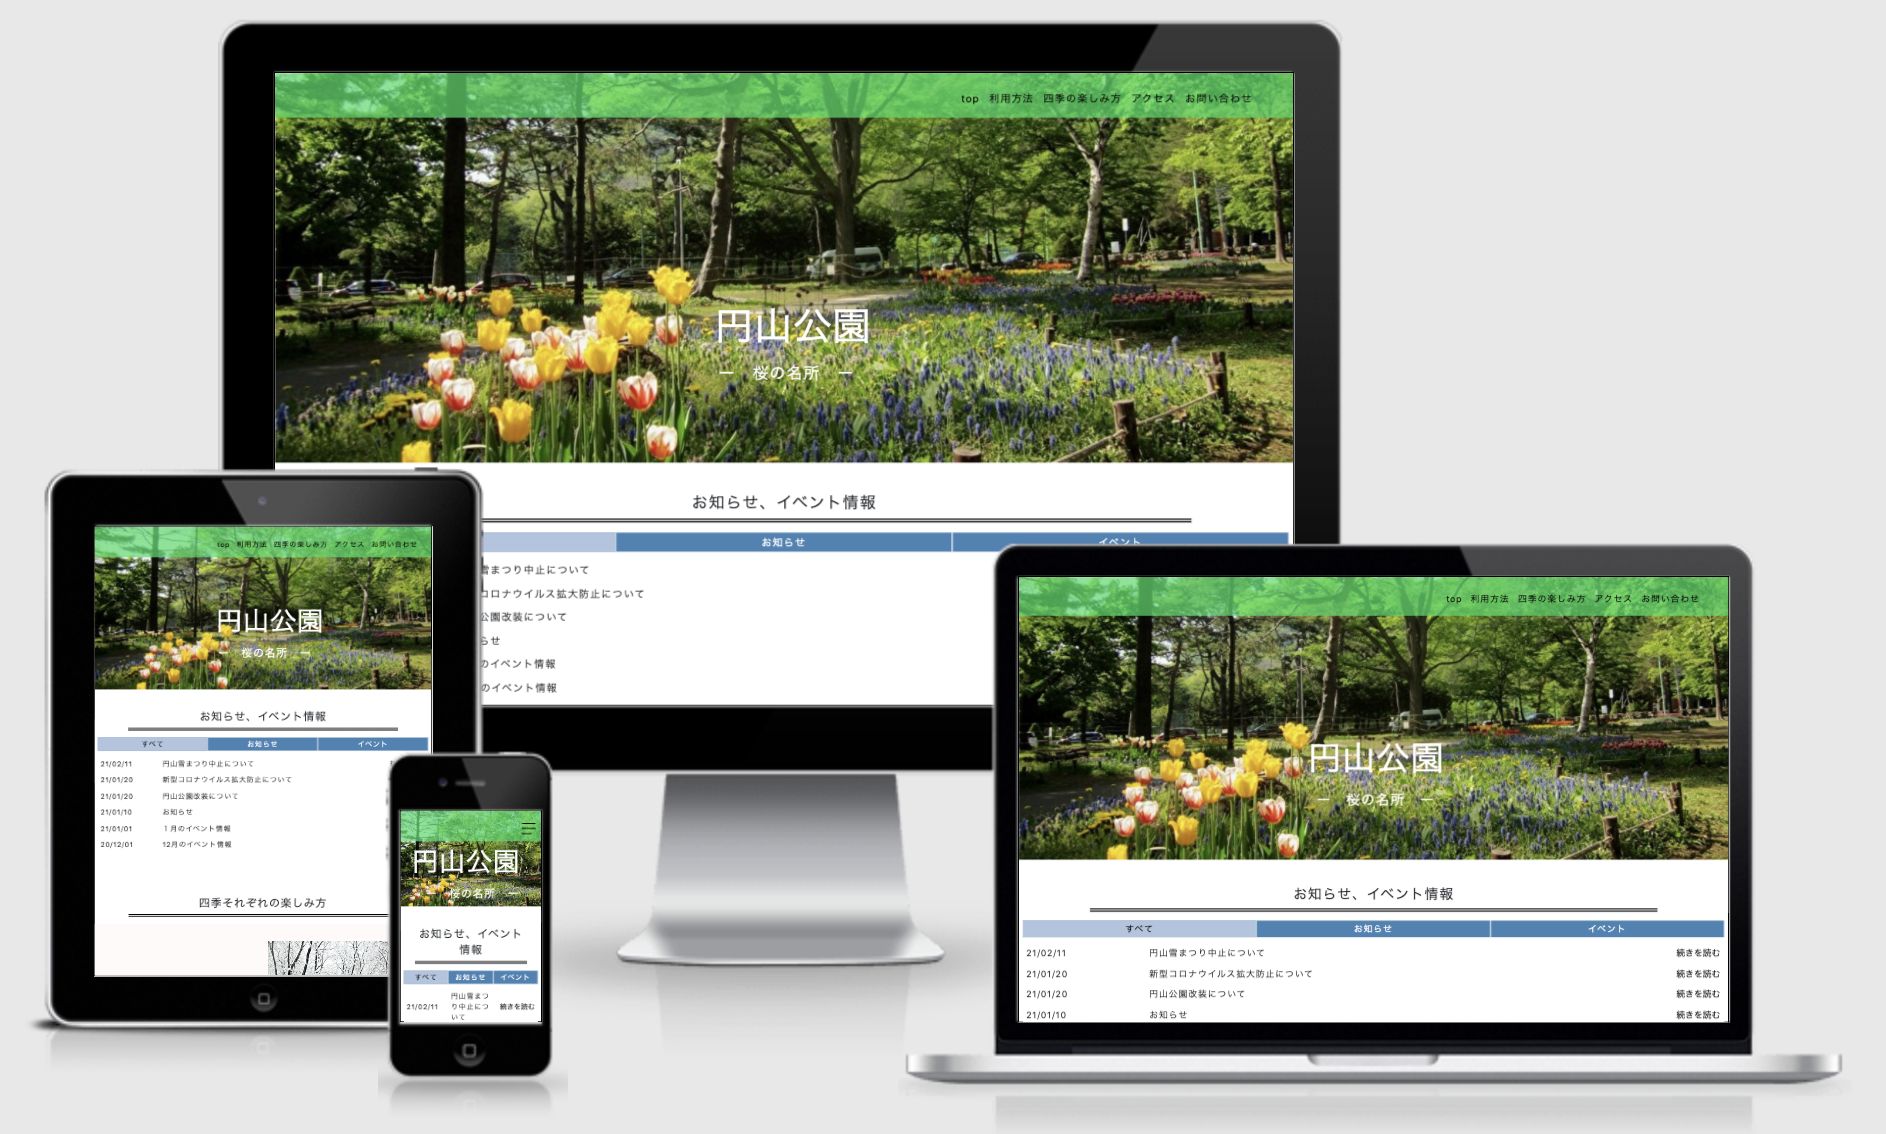 top 利用方法 四季の楽しみ方 アクセス お問い合わせ
円山公園
ー 桜の名所 ー
お知らせ、イベント情報
お知らせ イベント
雪まつり中止について
コロナウイルス拡大防止について
公園改装について
らせ
のイベント情報
のイベント情報
top 利用方法 四季の楽しみ方 アクセス お問い合わせ
円山公園
ー 桜の名所 ー
お知らせ、イベント情報
すべて お知らせ イベント
21/02/11 円山雪まつり中止について
21/01/20 新型コロナウイルス拡大防止について
21/01/20 円山公園改装について
21/01/10 お知らせ
21/01/01 1月のイベント情報
20/12/01 12月のイベント情報
四季それぞれの楽しみ方
円山公園
ー 桜の名所 ー
お知らせ、イベント
情報
すべて お知らせ イベント
21/02/11 円山雪まつり中止について 続きを読む
top 利用方法 四季の楽しみ方 アクセス お問い合わせ
円山公園
ー 桜の名所 ー
お知らせ、イベント情報
すべて お知らせ イベント
21/02/11 円山雪まつり中止について 続きを読む
21/01/20 新型コロナウイルス拡大防止について 続きを読む
21/01/20 円山公園改装について 続きを読む
21/01/10 お知らせ 続きを読む